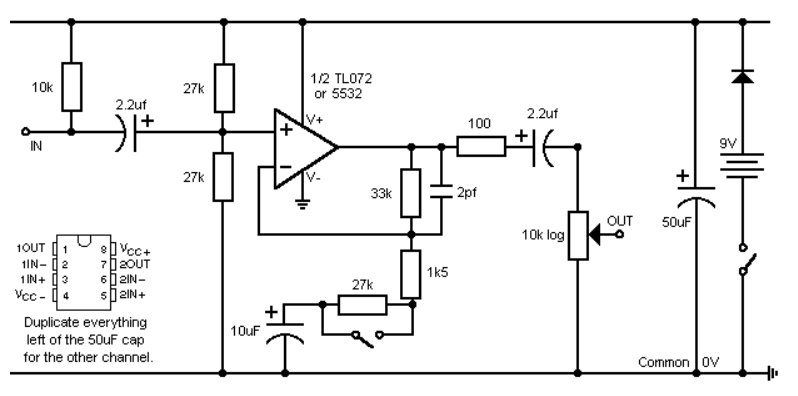 10k
27k
1/2 TL072
or 5532
2.2uf
+
+
V+
−
V-
IN
27k
100
+
2.2uf
33k
2pf
9V
+
50uF
10k log
OUT
1k5
27k
+
10uF
1OUT 1 8 VCC+
1IN− 2 7 2OUT
1IN+ 3 6 2IN−
VCC − 4 5 2IN+
Duplicate everything
left of the 50uF cap
for the other channel.
Common 0V